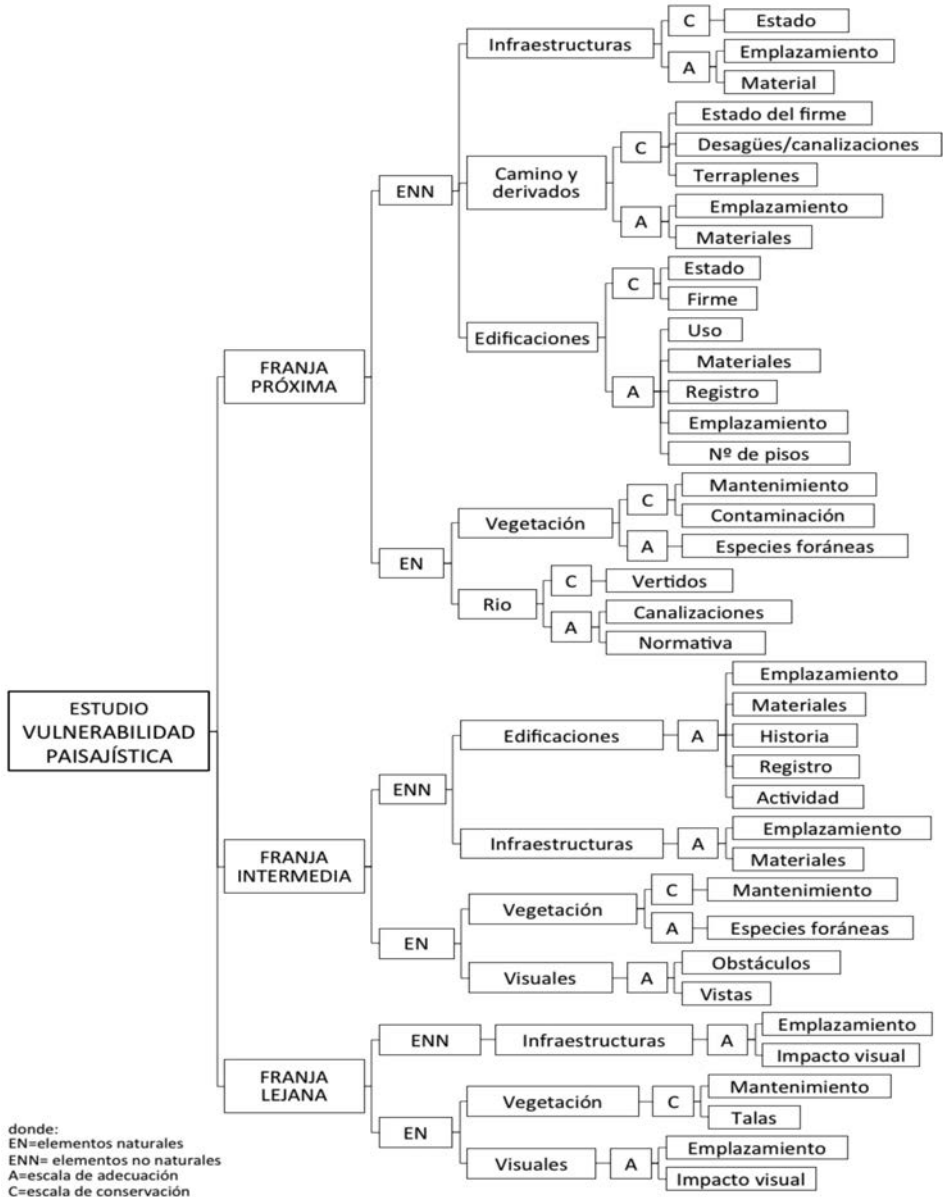 ESTUDIO
VULNERABILIDAD
PAISAJÍSTICA
FRANJA
PRÓXIMA
ENN
Infraestructuras
C
Estado
A
Emplazamiento
Material
Camino y
derivados
C
Estado del firme
Desagües/canalizaciones
Terraplenes
A
Emplazamiento
Materiales
Edificaciones
C
Estado
Firme
A
Uso
Materiales
Registro
Emplazamiento
Nº de pisos
EN
Vegetación
C
Mantenimiento
Contaminación
A
Especies foráneas
Rio
C
Vertidos
A
Canalizaciones
Normativa
FRANJA
INTERMEDIA
ENN
Edificaciones
A
Emplazamiento
Materiales
Historia
Registro
Actividad
Infraestructuras
A
Emplazamiento
Materiales
EN
Vegetación
C
Mantenimiento
A
Especies foráneas
Visuales
A
Obstáculos
Vistas
FRANJA
LEJANA
ENN
Infraestructuras
A
Emplazamiento
Impacto visual
EN
Vegetación
C
Mantenimiento
Talas
Visuales
A
Emplazamiento
Impacto visual
donde:
EN=elementos naturales
ENN= elementos no naturales
A=escala de adecuación
C=escala de conservación